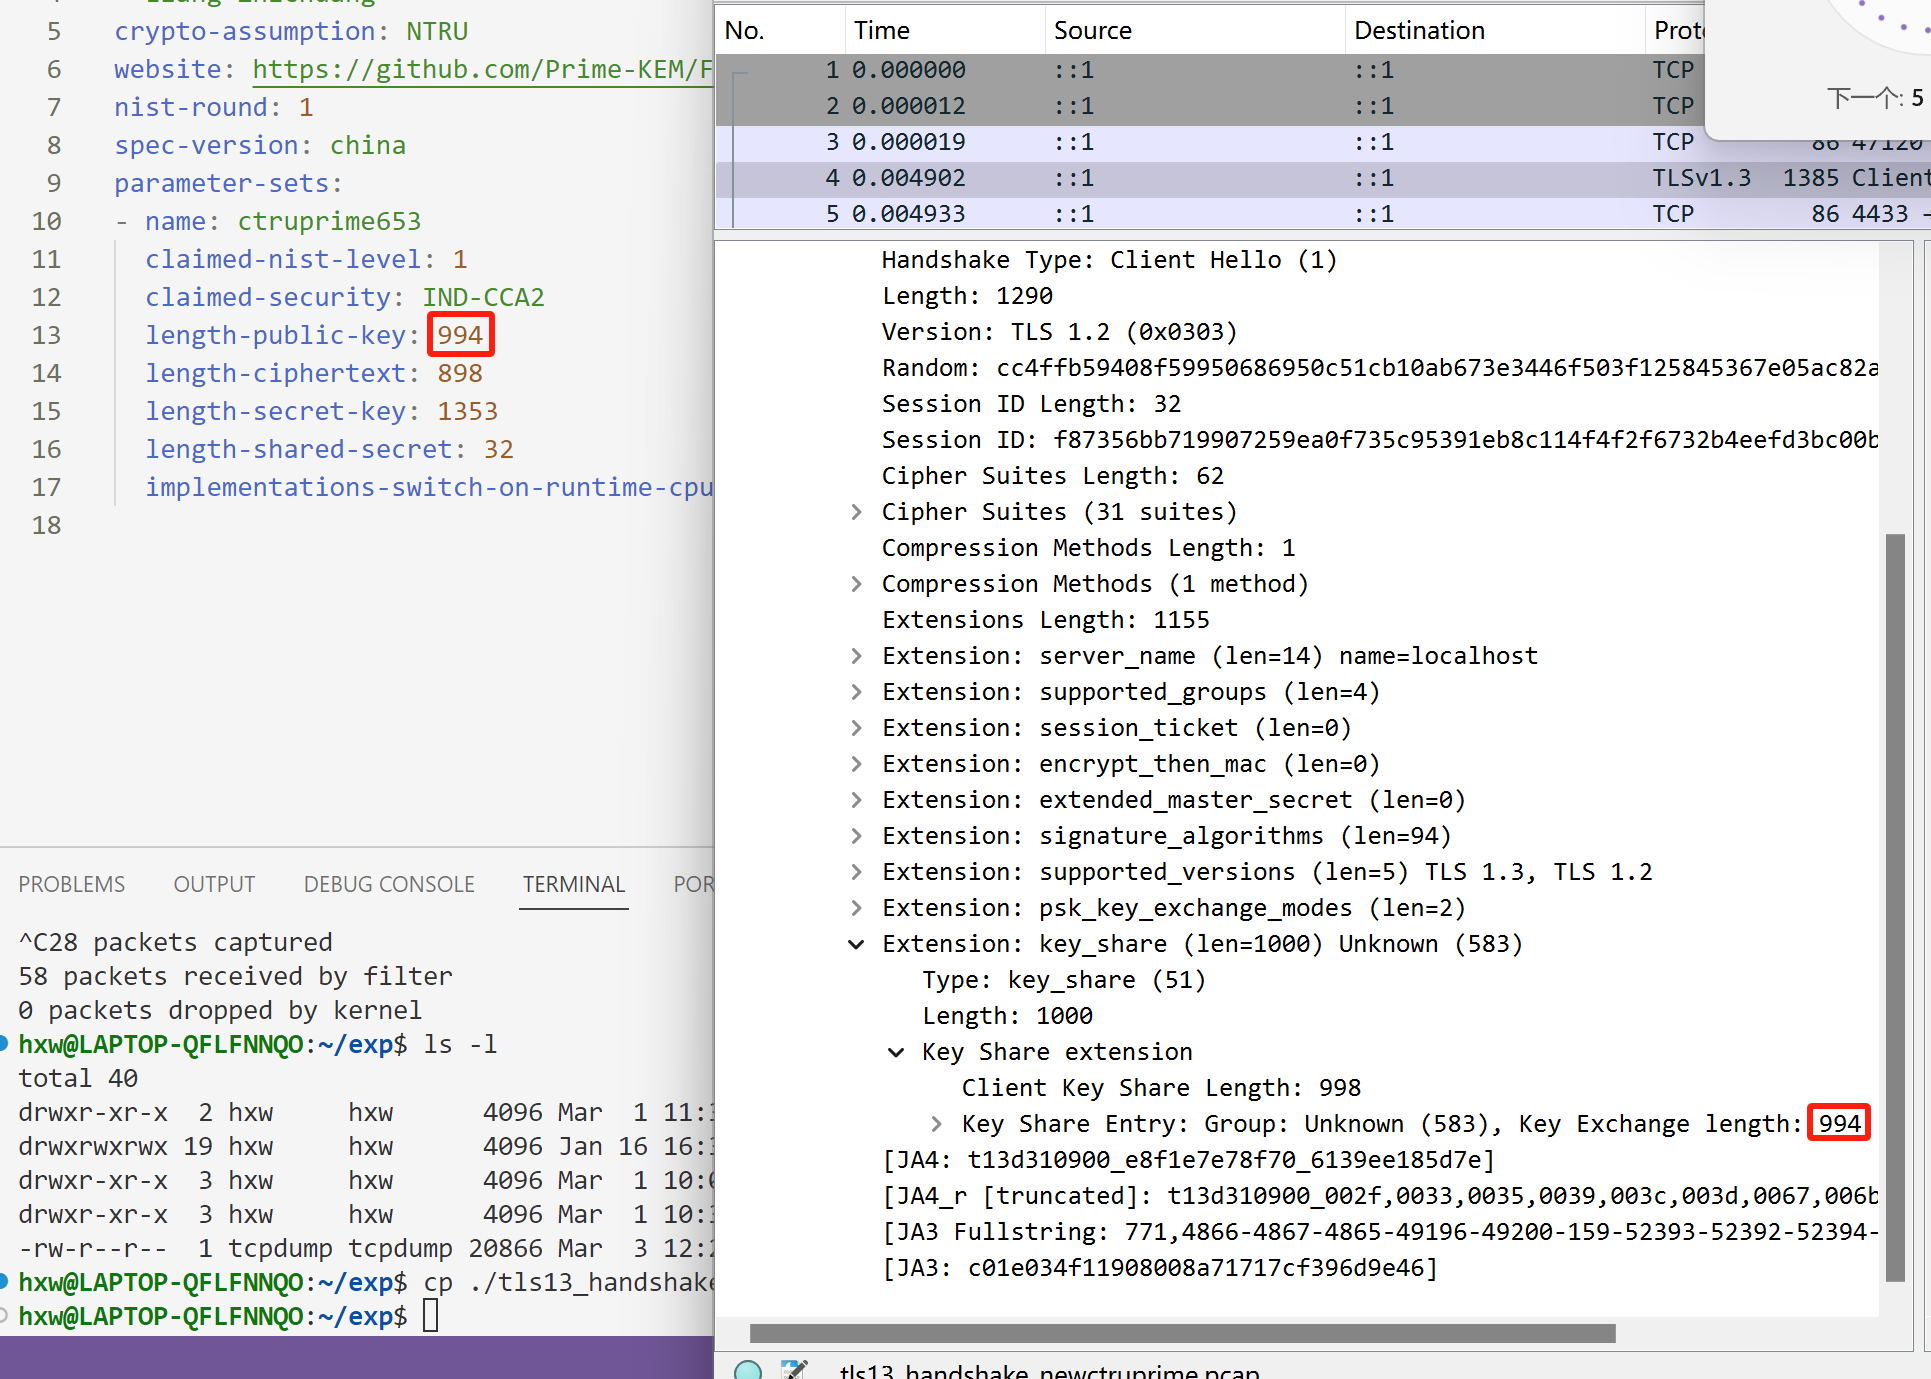 5 crypto-assumption: NTRU
6 website: https://github.com/Prime-KEM/F
7 nist-round: 1
8 spec-version: china
9 parameter-sets:
10 - name: ctruprime653
11 claimed-nist-level: 1
12 claimed-security: IND-CCA2
13 length-public-key: 994
14 length-ciphertext: 898
15 length-secret-key: 1353
16 length-shared-secret: 32
17 implementations-switch-on-runtime-cpu
18
PROBLEMS OUTPUT DEBUG CONSOLE TERMINAL POR
^C28 packets captured
58 packets received by filter
0 packets dropped by kernel
hxw@LAPTOP-QFLFNNQO:~/exp$ ls -l
total 40
drwxr-xr-x 2 hxw hxw 4096 Mar 1 11:3
drwxrwxrwx 19 hxw hxw 4096 Jan 16 16:3
drwxr-xr-x 3 hxw hxw 4096 Mar 1 10:0
drwxr-xr-x 3 hxw hxw 4096 Mar 1 10:3
-rw-r--r-- 1 tcpdump tcpdump 20866 Mar 3 12:2
hxw@LAPTOP-QFLFNNQO:~/exp$ cp ./tls13_handshake
hxw@LAPTOP-QFLFNNQO:~/exp$
No. Time Source Destination Proto
1 0.000000 ::1 ::1 TCP
2 0.000012 ::1 ::1 TCP
3 0.000019 ::1 ::1 TCP 86 47120
4 0.004902 ::1 ::1 TLSv1.3 1385 Client
5 0.004933 ::1 ::1 TCP 86 4433
下一个: 5
Handshake Type: Client Hello (1)
Length: 1290
Version: TLS 1.2 (0x0303)
Random: cc4ffb59408f59950686950c51cb10ab673e3446f503f125845367e05ac82a
Session ID Length: 32
Session ID: f87356bb719907259ea0f735c95391eb8c114f4f2f6732b4eefd3bc00b
Cipher Suites Length: 62
Cipher Suites (31 suites)
Compression Methods Length: 1
Compression Methods (1 method)
Extensions Length: 1155
Extension: server_name (len=14) name=localhost
Extension: supported_groups (len=4)
Extension: session_ticket (len=0)
Extension: encrypt_then_mac (len=0)
Extension: extended_master_secret (len=0)
Extension: signature_algorithms (len=94)
Extension: supported_versions (len=5) TLS 1.3, TLS 1.2
Extension: psk_key_exchange_modes (len=2)
Extension: key_share (len=1000) Unknown (583)
Type: key_share (51)
Length: 1000
Key Share extension
Client Key Share Length: 998
Key Share Entry: Group: Unknown (583), Key Exchange length: 994
[JA4: t13d310900_e8f1e7e78f70_6139ee185d7e]
[JA4_r [truncated]: t13d310900_002f,0033,0035,0039,003c,003d,0067,006b
[JA3 Fullstring: 771,4866-4867-4865-49196-49200-159-52393-52392-52394-
[JA3: c01e034f11908008a71717cf396d9e46]
tls13_handshake_newctruprime.pcap